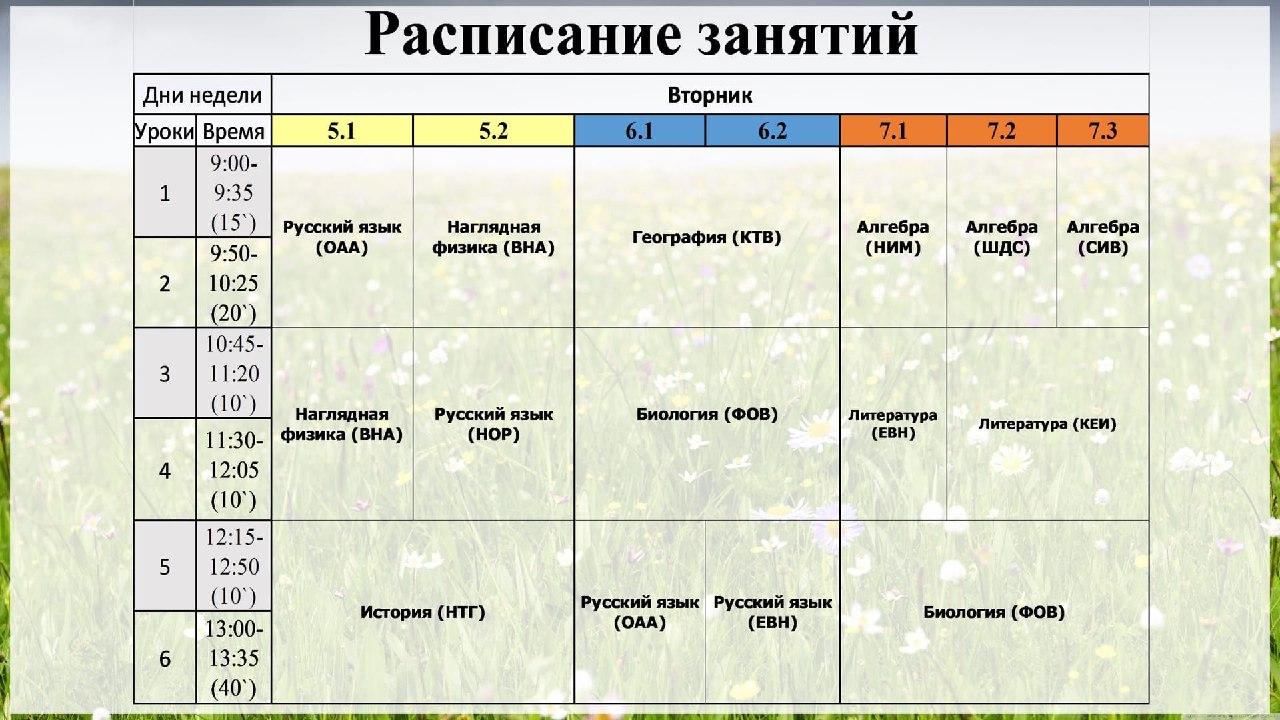 Расписание занятий
Дни недели Вторник
Уроки Время 5.1 5.2 6.1 6.2 7.1 7.2 7.3
1
9:00-
9:35
(15`)
2
9:50-
10:25
(20`)
Русский язык
(ОАА)
Наглядная
физика (ВНА)
География (КТВ)
Алгебра
(НИМ)
Алгебра
(ШДС)
Алгебра
(СИВ)
3
10:45-
11:20
(10`)
4
11:30-
12:05
(10`)
Наглядная
физика (ВНА)
Русский язык
(НОР)
Биология (ФОВ)
Литература
(ЕВН)
Литература (КЕИ)
5
12:15-
12:50
(10`)
6
13:00-
13:35
(40`)
История (НТГ)
Русский язык
(ОАА)
Русский язык
(ЕВН)
Биология (ФОВ)